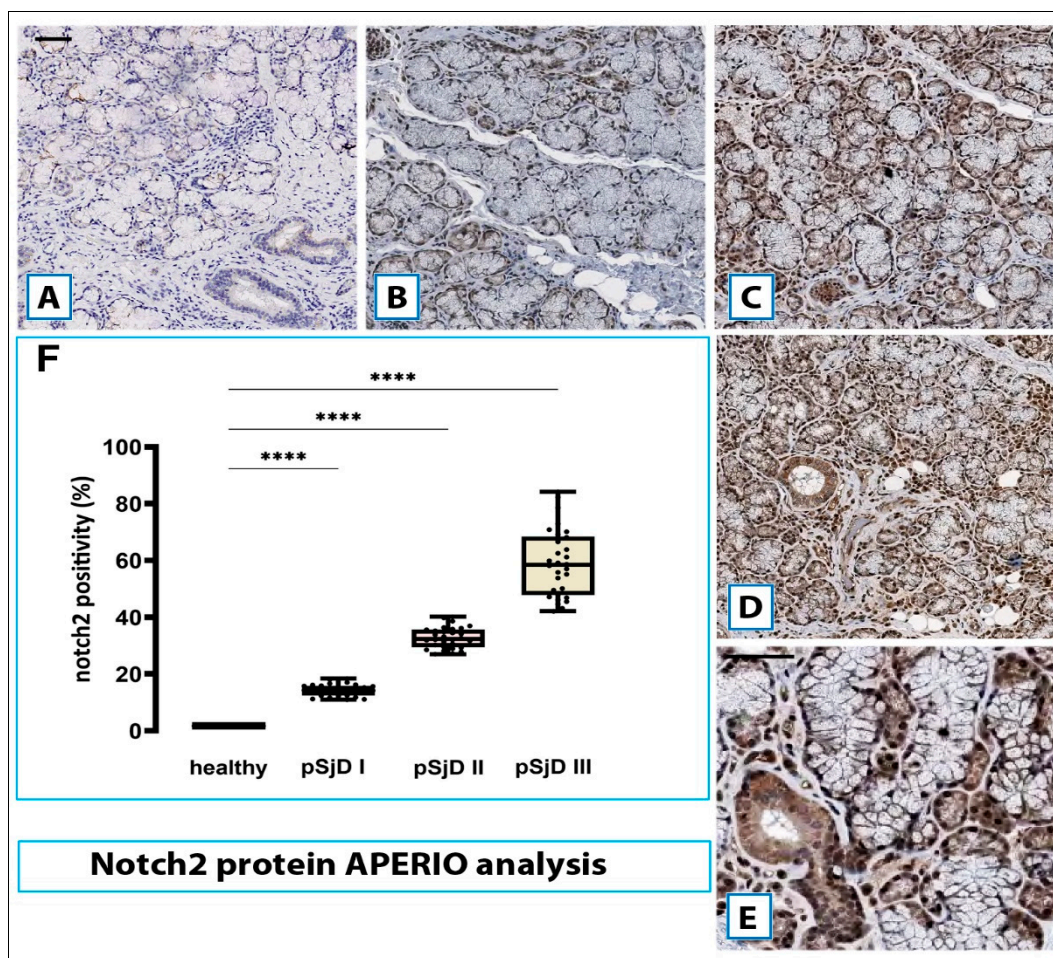 A
B
C
F
****
****
****
100
80
60
40
20
0
notch2 positivity (%)
healthy pSjD I pSjD II pSjD III
D
E
Notch2 protein APERIO analysis